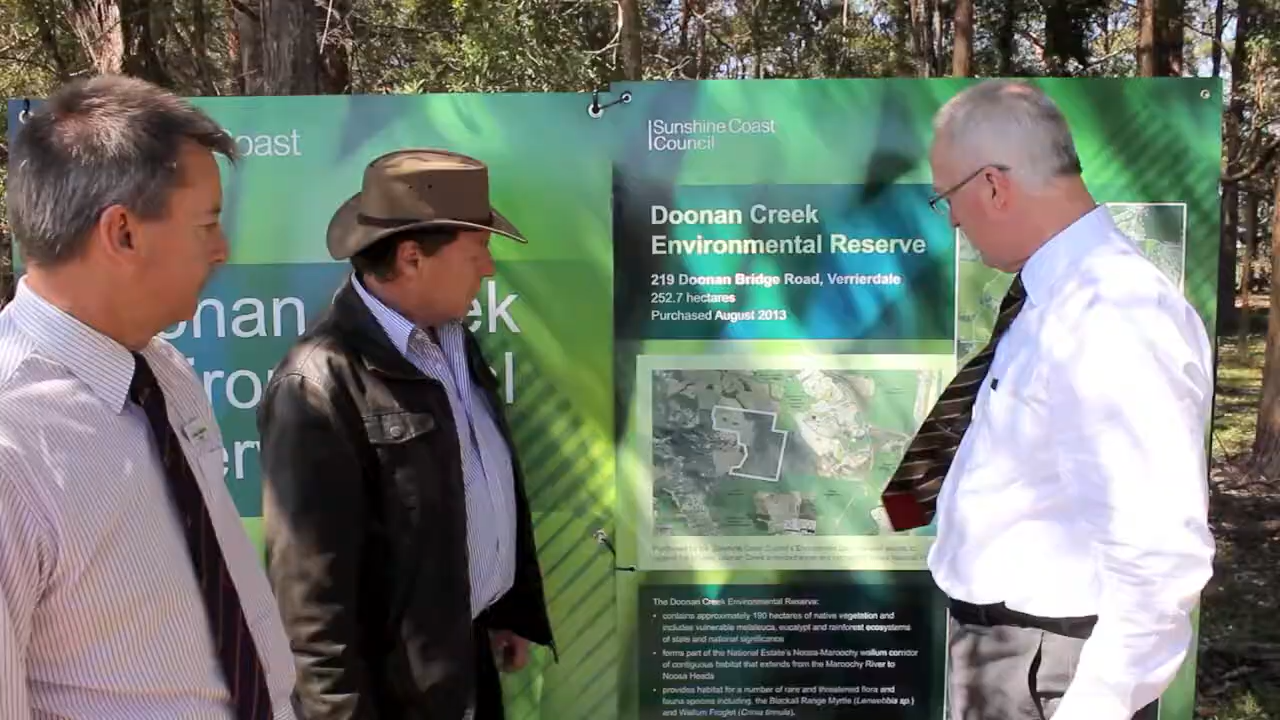 oast
onan ek
iron l
erv
Sunshine Coast
Council
Doonan Creek
Environmental Reserve
219 Doonan Bridge Road, Verrierdale
252.7 hectares
Purchased August 2013
The Doonan Creek Environmental Reserve:
• contains approximately 190 hectares of native vegetation and
includes vulnerable melaleuca, eucalypt and rainforest ecosystems
of state and national significance
• forms part of the National Estate's Noosa-Maroochy wallum corridor
of contiguous habitat that extends from the Maroochy River to
Noosa Heads
• provides habitat for a number of rare and threatened flora and
fauna species including, the Blackall Range Myrtle (Lenwebbia sp.)
and Wallum Froglet (Crinia tinnula).